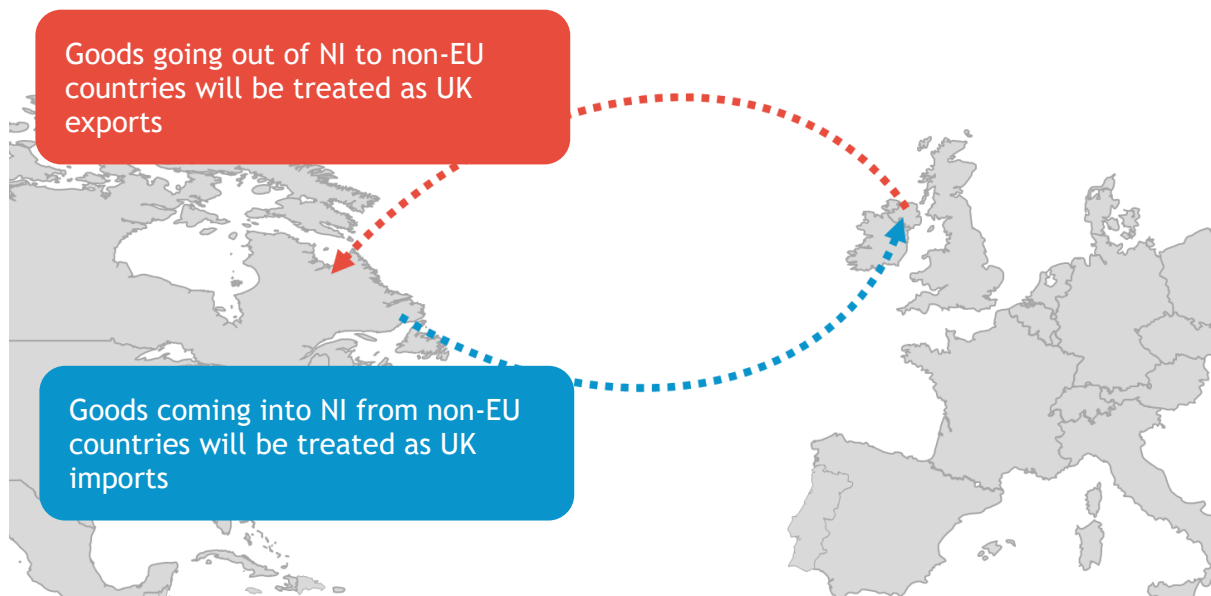 Goods going out of NI to non-EU
countries will be treated as UK
exports
Goods coming into NI from non-EU
countries will be treated as UK
imports